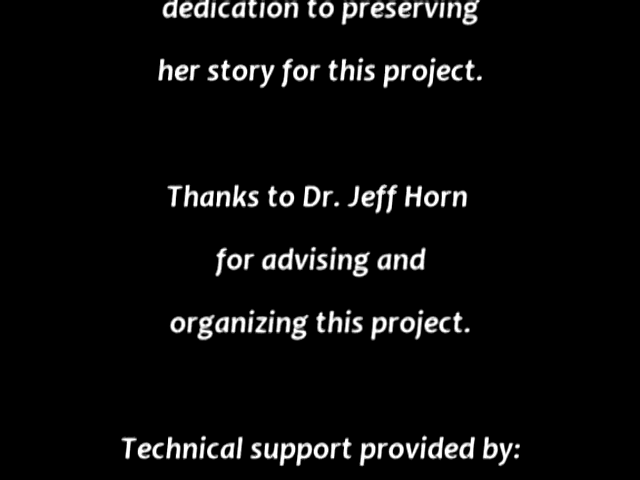 dedication to preserving
her story for this project.
Thanks to Dr. Jeff Horn
for advising and
organizing this project.
Technical support provided by: